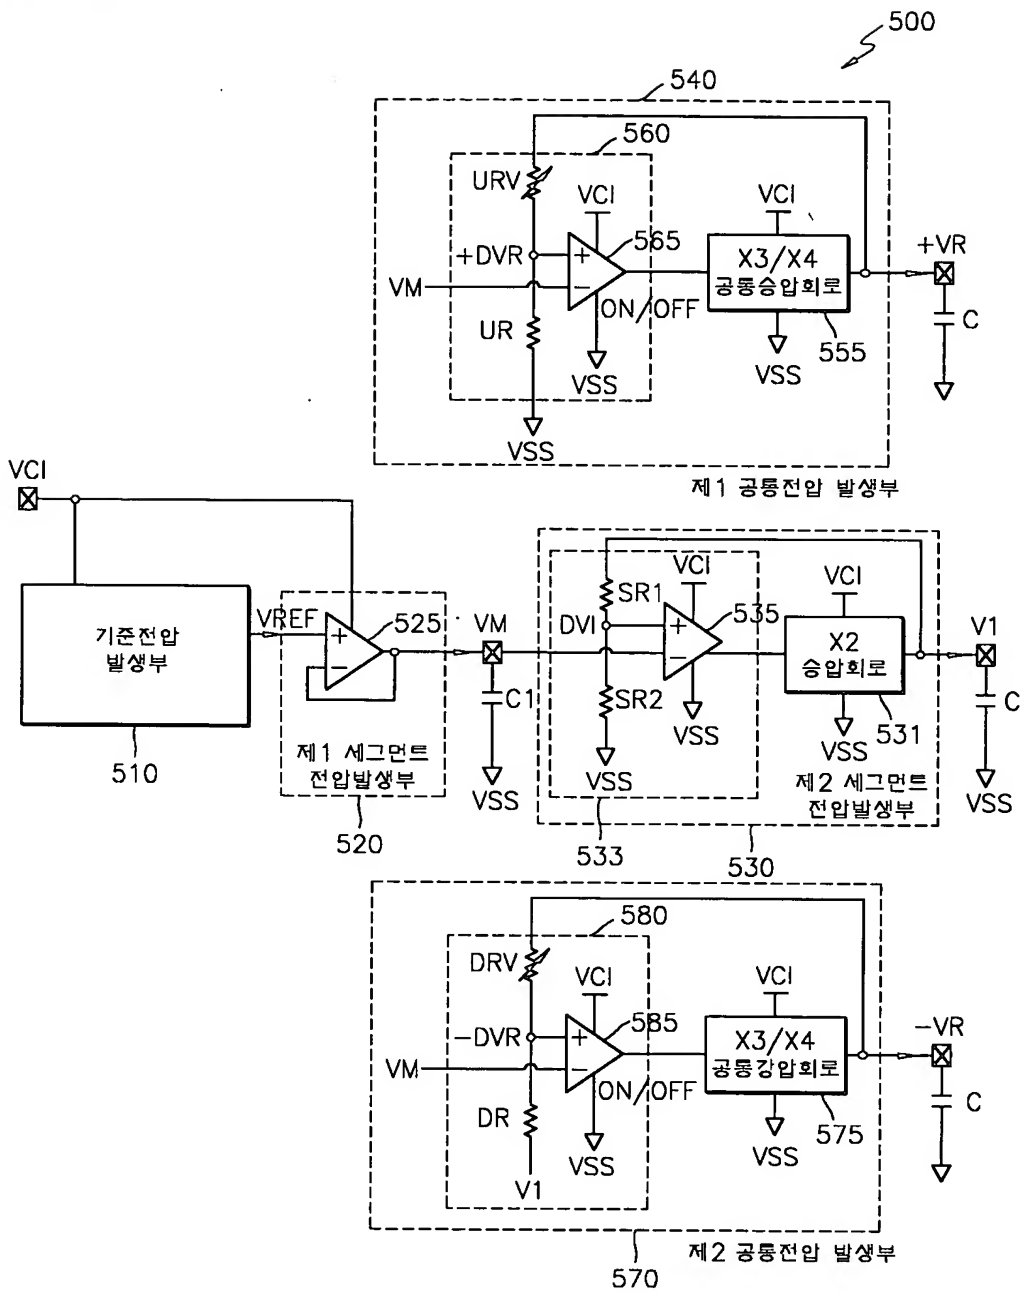 500
540
560
URV
VCI
VCI
565
+DVR
+
X3/X4
공통승압회로
+VR
VM
−
ON/OFF
UR
555
C
VSS
VSS
VSS
제1 공통전압 발생부
VCI
기준전압
발생부
510
VREF
+
525
−
제1 세그먼트
전압발생부
520
VM
C1
VSS
SR1
VCI
535
VCI
DVI
+
−
X2
승압회로
V1
SR2
VSS
VSS
VSS
531
C
VSS
제2 세그먼트
전압발생부
533
530
580
DRV
VCI
VCI
585
−DVR
+
X3/X4
공통강압회로
−VR
VM
−
ON/OFF
DR
575
C
VSS
VSS
V1
제2 공통전압 발생부
570